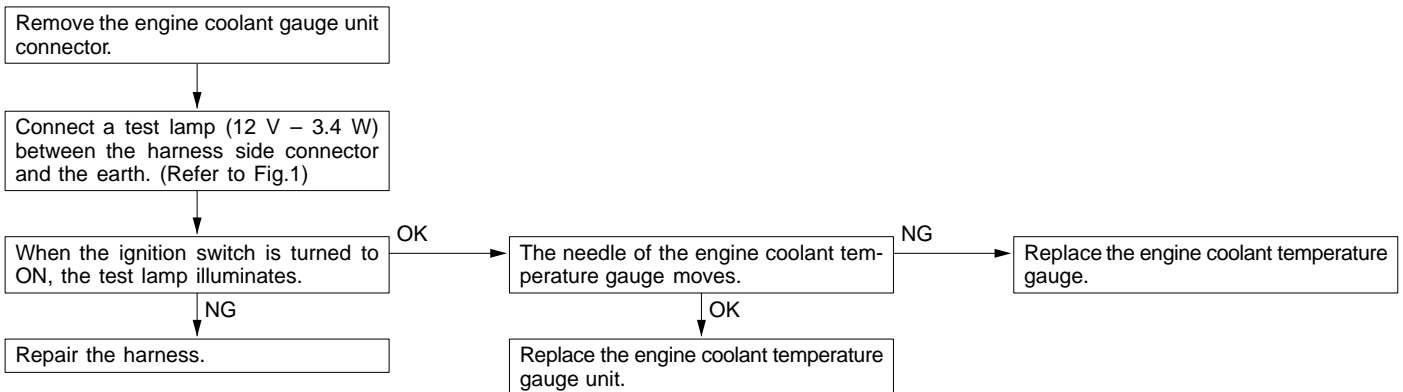 Remove the engine coolant gauge unit
connector.
Connect a test lamp (12 V – 3.4 W)
between the harness side connector
and the earth. (Refer to Fig.1)
When the ignition switch is turned to
ON, the test lamp illuminates.
OK
The needle of the engine coolant tem-
perature gauge moves.
NG
Replace the engine coolant temperature
gauge.
NG
Repair the harness.
OK
Replace the engine coolant temperature
gauge unit.